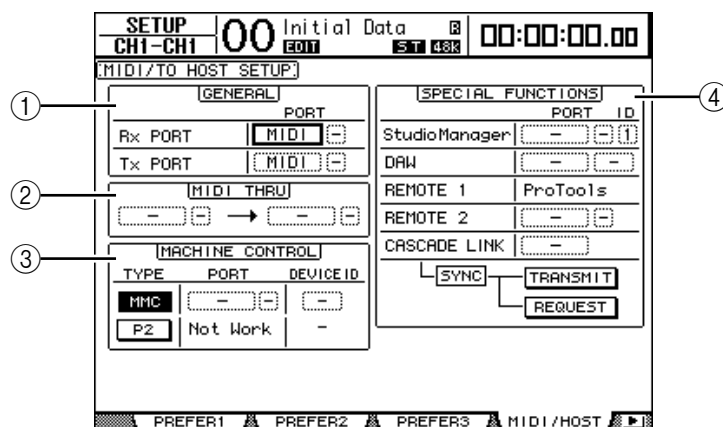 SETUP
CH1-CH1
00
Initial Data
EDIT
ST
48K
00:00:00.00
MIDI/TO HOST SETUP
1
GENERAL
PORT
Rx PORT MIDI -
Tx PORT MIDI -
2
MIDI THRU
- - → - -
3
MACHINE CONTROL
TYPE PORT DEVICE ID
MMC - - -
P2 Not Work -
4
SPECIAL FUNCTIONS
PORT ID
StudioManager - - 1
DAW - -
REMOTE 1 ProTools
REMOTE 2 - -
CASCADE LINK -
SYNC TRANSMIT
REQUEST
PREFER1 PREFER2 PREFER3 MIDI/HOST